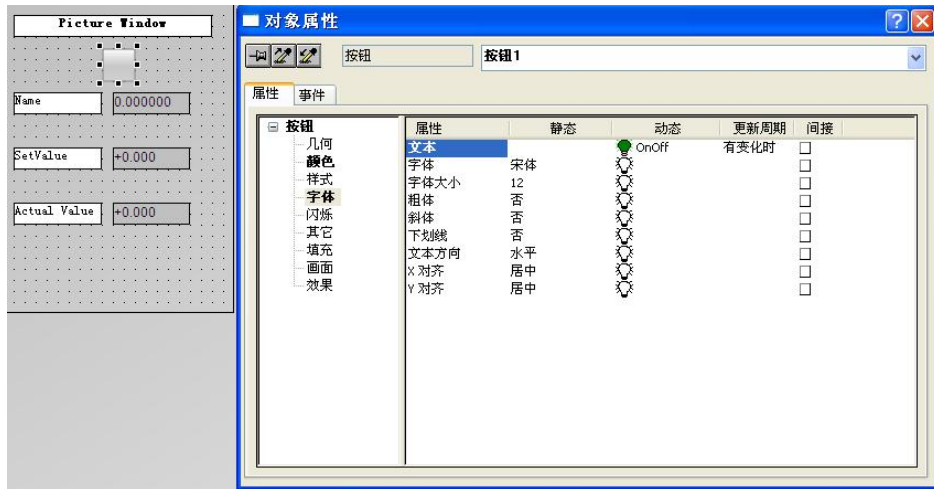 Picture Window
Name 0.000000
SetValue +0.000
Actual Value +0.000
对象属性
按钮 按钮1
属性 事件
按钮
几何
颜色
样式
字体
闪烁
其它
填充
画面
效果
属性 静态 动态 更新周期 间接
文本 OnOff 有变化时
字体 宋体
字体大小 12
粗体 否
斜体 否
下划线 否
文本方向 水平
X 对齐 居中
Y 对齐 居中